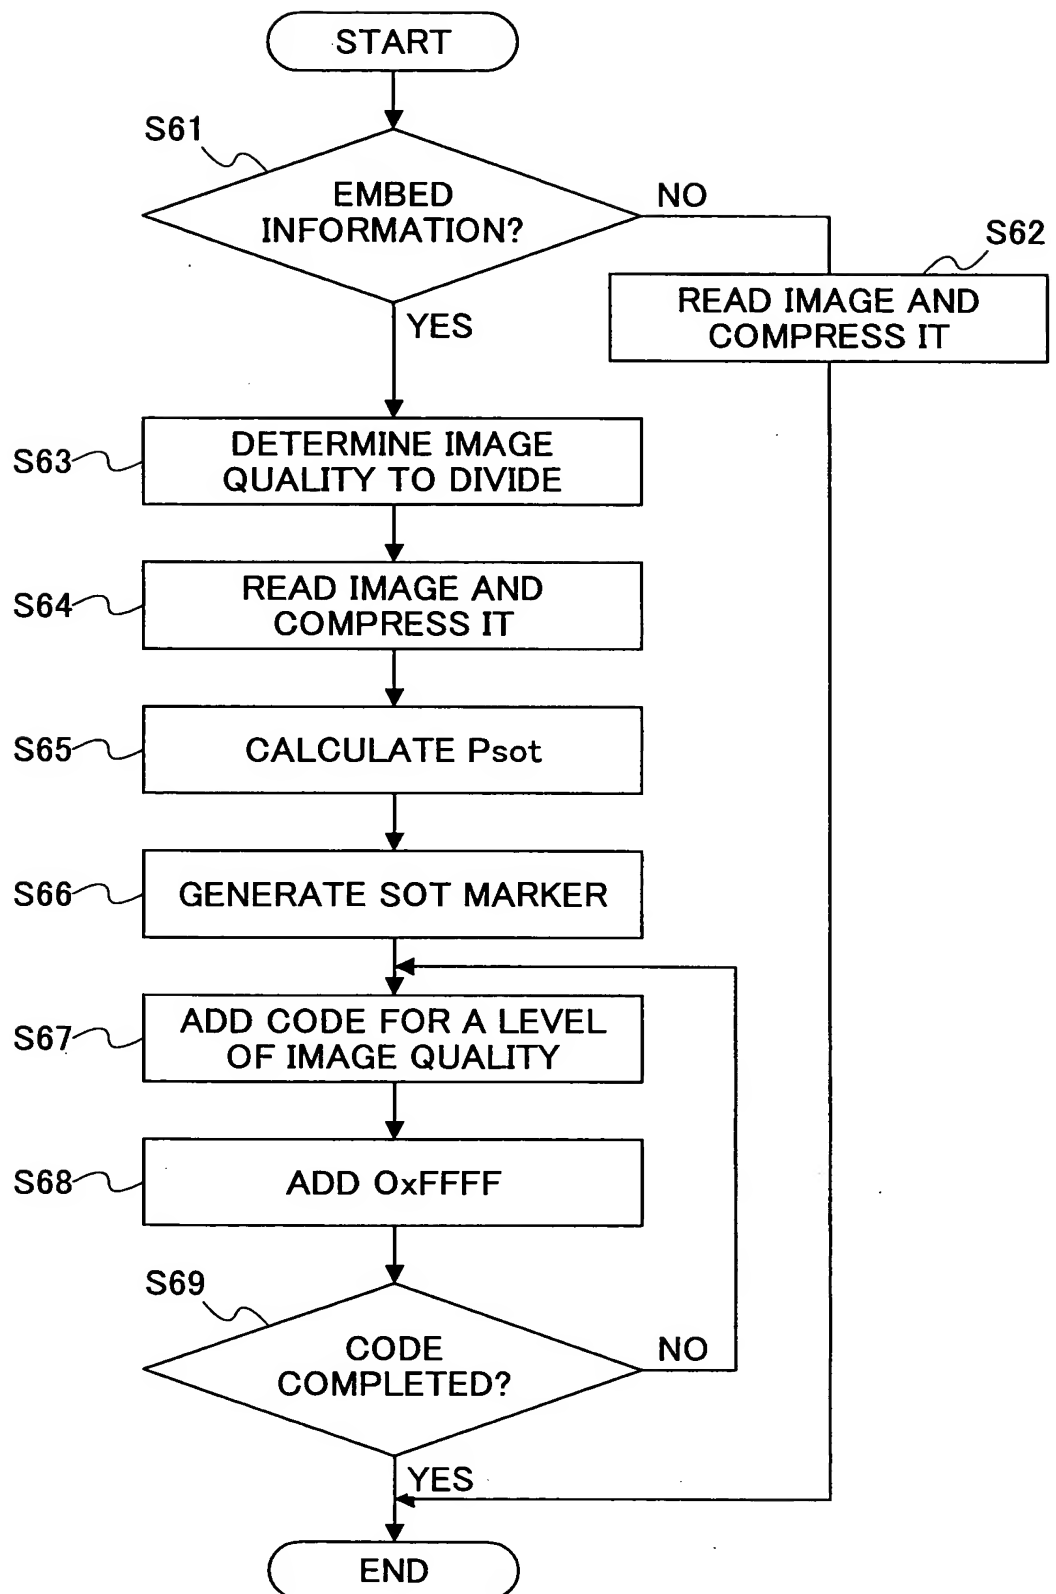 START
S61
EMBED
INFORMATION?
NO
S62
READ IMAGE AND
COMPRESS IT
YES
S63
DETERMINE IMAGE
QUALITY TO DIVIDE
S64
READ IMAGE AND
COMPRESS IT
S65
CALCULATE Psot
S66
GENERATE SOT MARKER
S67
ADD CODE FOR A LEVEL
OF IMAGE QUALITY
S68
ADD 0xFFFF
S69
CODE
COMPLETED?
NO
YES
END